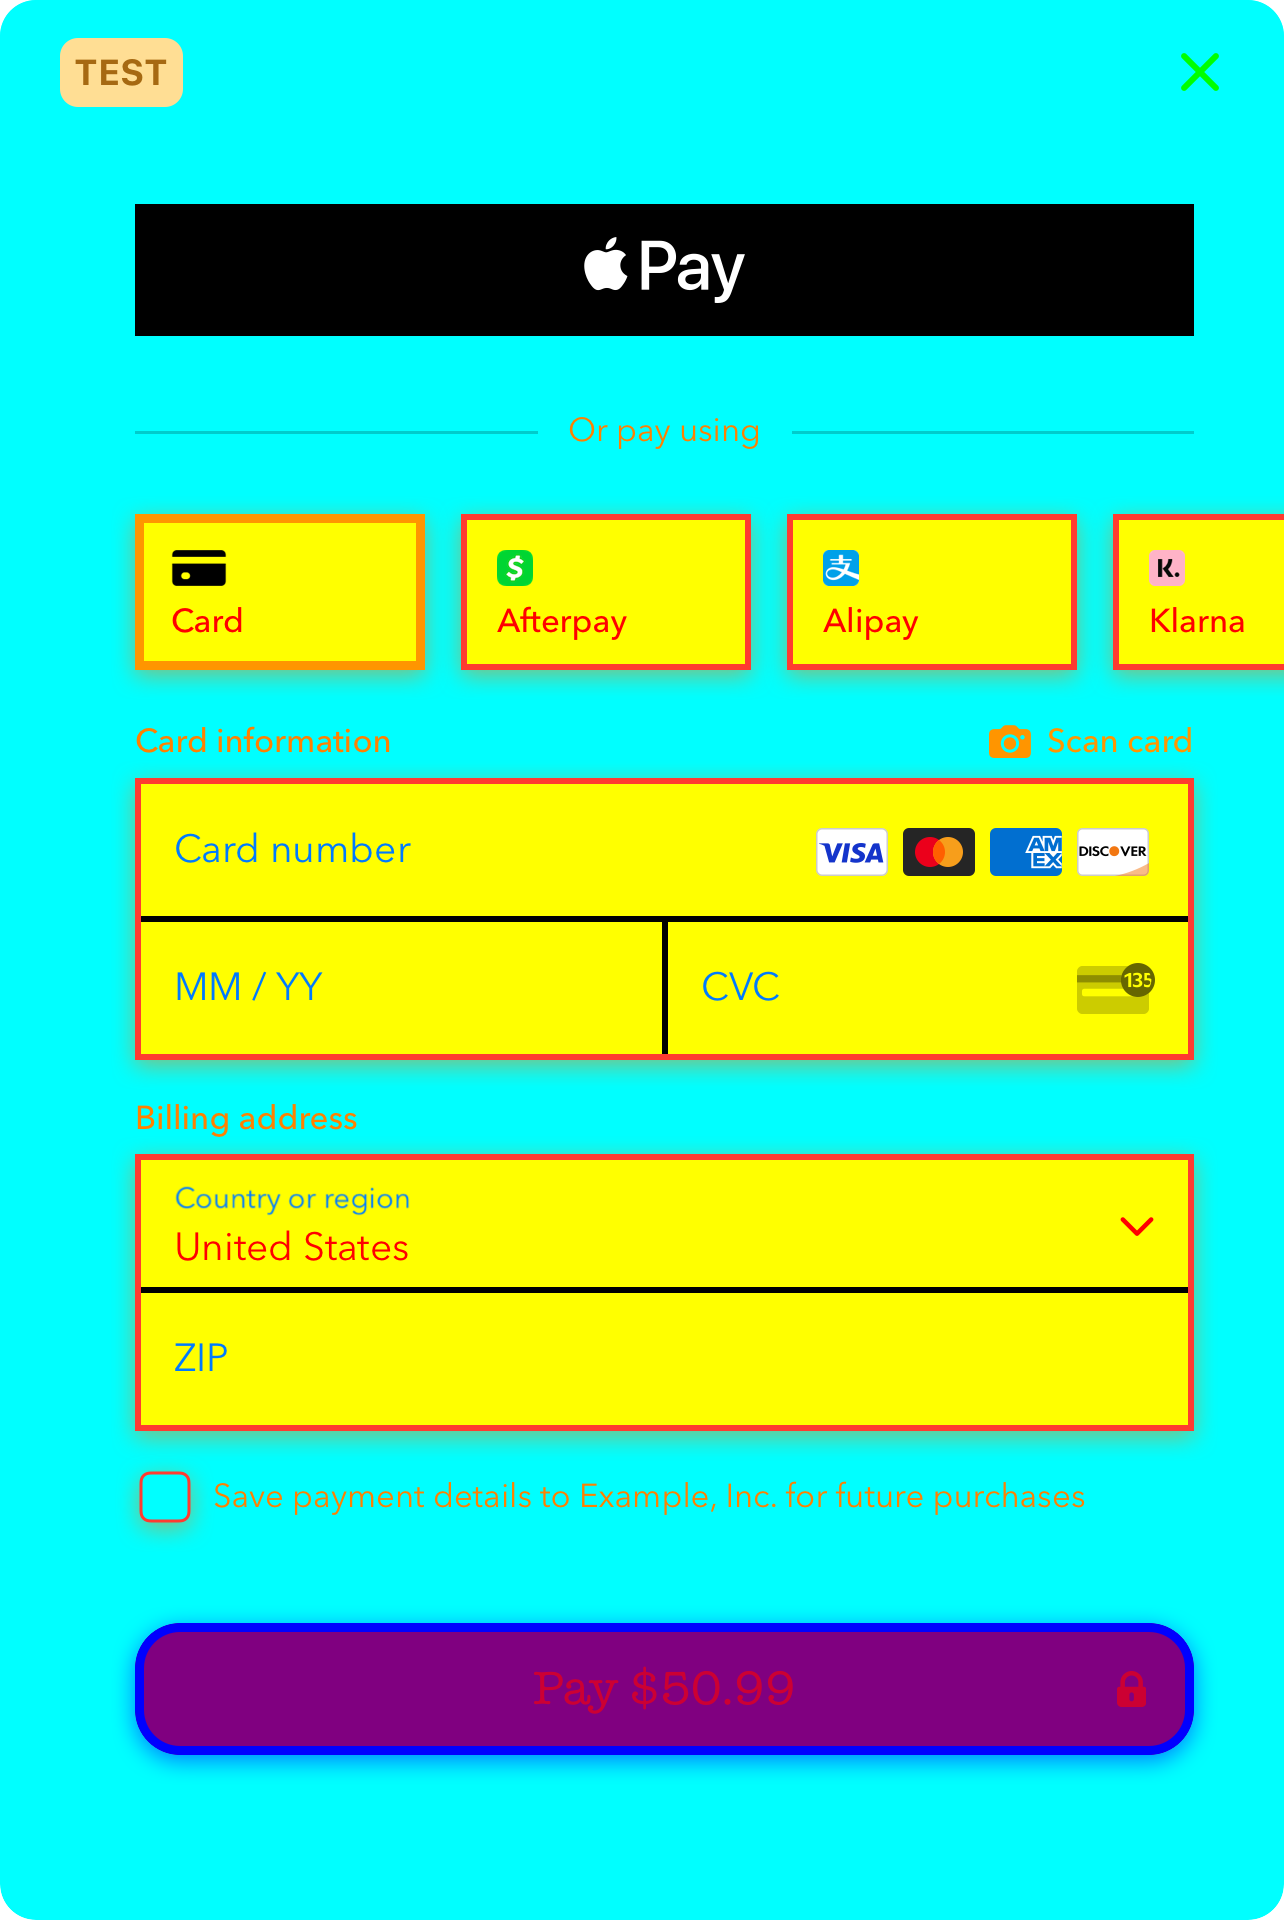 TEST
Pay
Or pay using
Card
Afterpay
Alipay
Klarna
Card information
Scan card
Card number
VISA
AM
EX
DISCOVER
MM / YY
CVC
135
Billing address
Country or region
United States
ZIP
Save payment details to Example, Inc. for future purchases
Pay $50.99